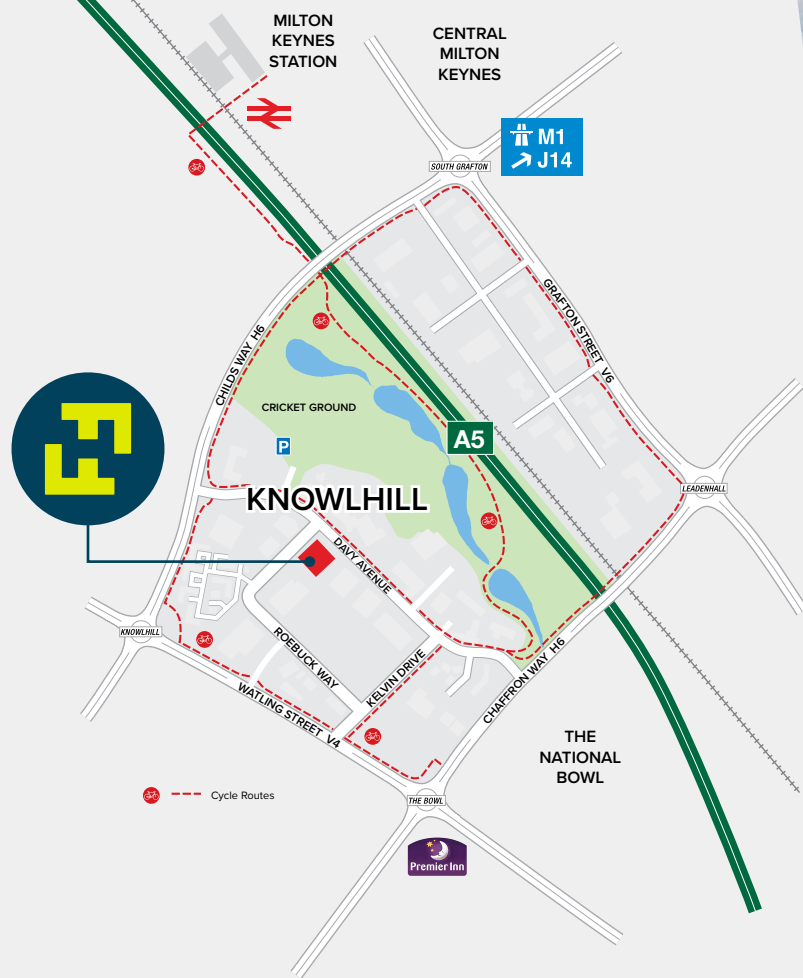 MILTON
KEYNES
STATION
CENTRAL
MILTON
KEYNES
M1
J14
SOUTH GRAFTON
GRAFTON STREET V6
CHILDS WAY H6
CRICKET GROUND
P
A5
KNOWLHILL
LEADENHALL
DAVY AVENUE
KNOWLHILL
ROEBUCK WAY
KELVIN DRIVE
CHAFFRON WAY H6
WATLING STREET V4
THE
NATIONAL
BOWL
Cycle Routes
THE BOWL
Premier Inn